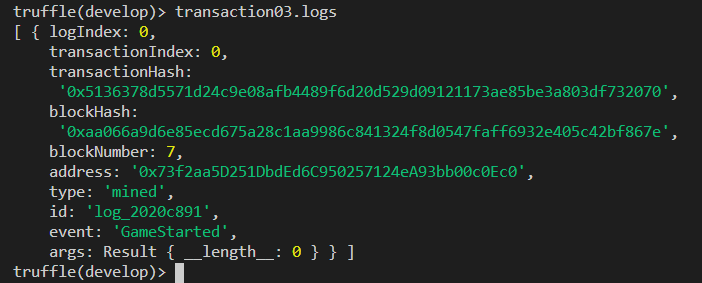 truffle(develop)> transaction03.logs
[ { logIndex: 0,
    transactionIndex: 0,
    transactionHash:
     '0x5136378d5571d24c9e08afb4489f6d20d529d09121173ae85be3a803df732070',
    blockHash:
     '0xaa066a9d6e85ecd675a28c1aa9986c841324f8d0547faff6932e405c42bf867e',
    blockNumber: 7,
    address: '0x73f2aa5D251DbdEd6C950257124eA93bb00c0Ec0',
    type: 'mined',
    id: 'log_2020c891',
    event: 'GameStarted',
    args: Result { __length__: 0 } } ]
truffle(develop)>